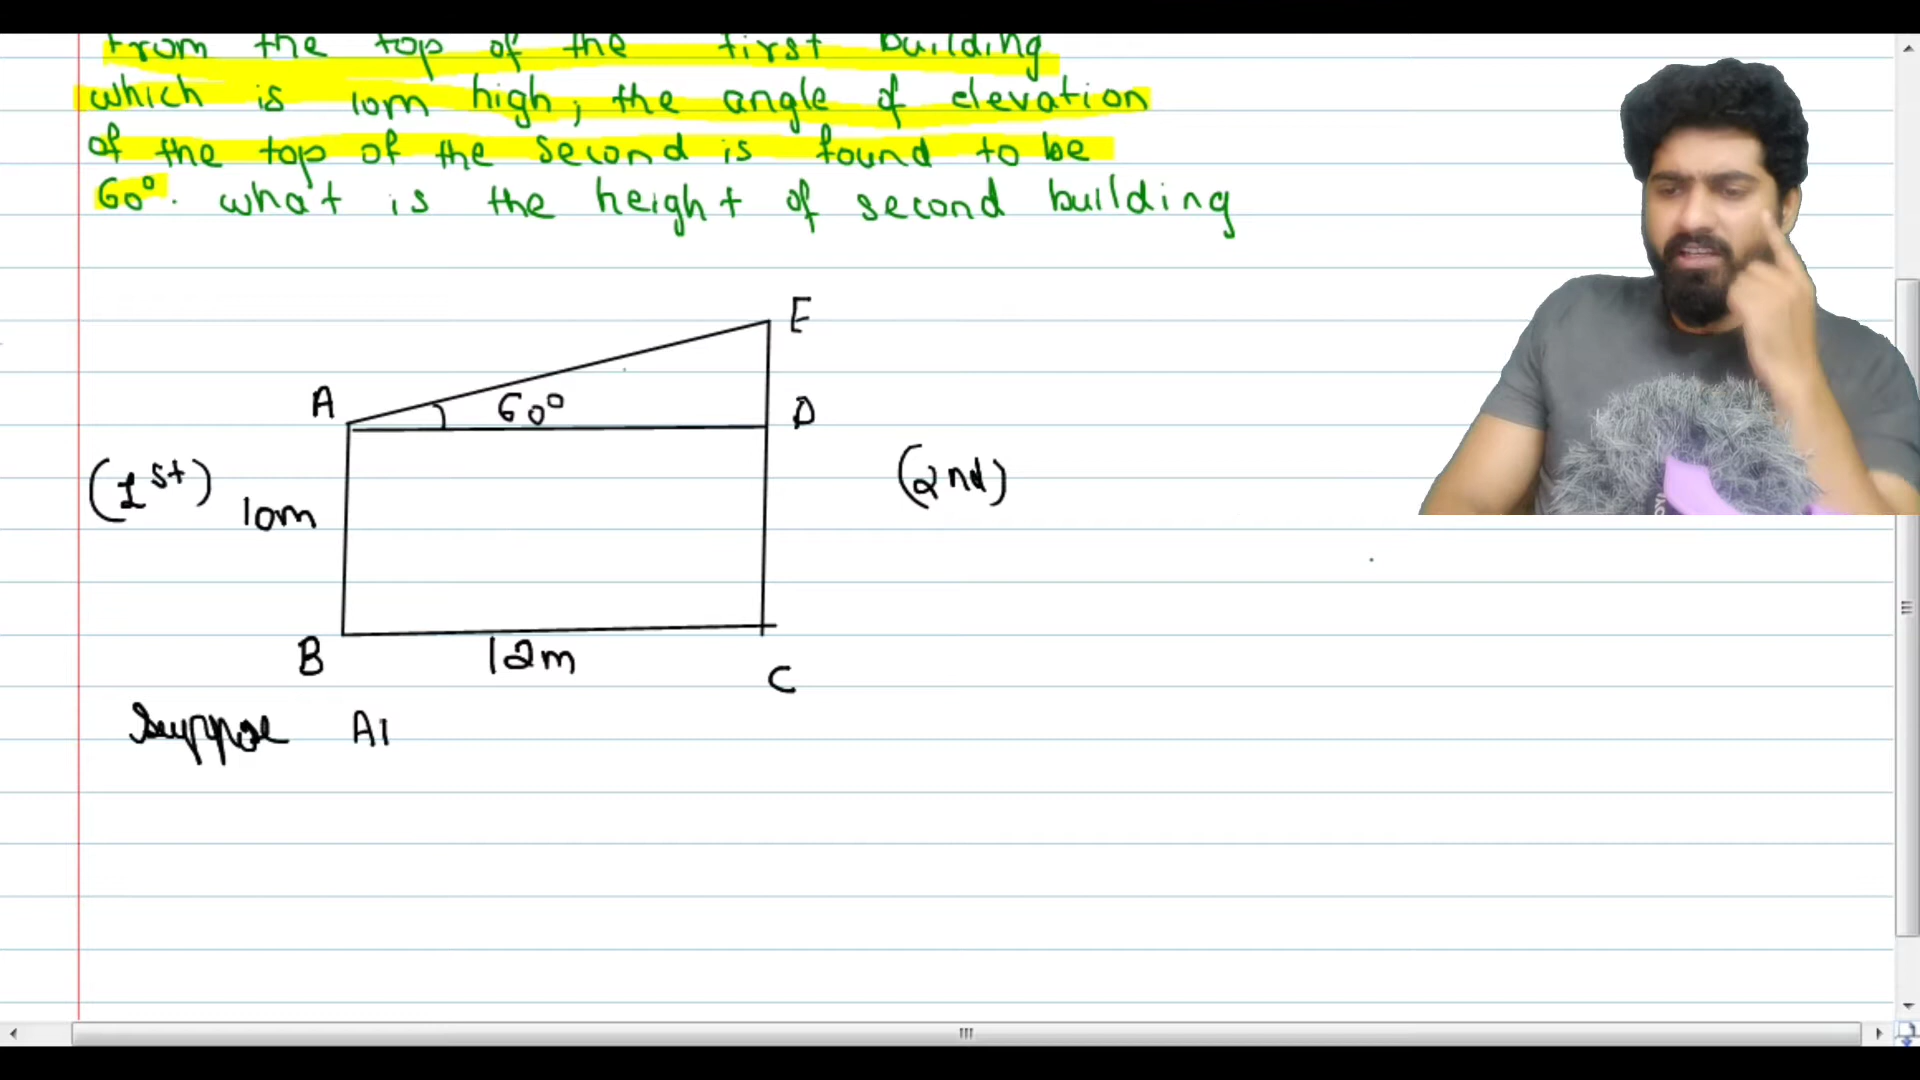 from the top of the first building
which is 10m high, the angle of elevation
of the top of the second is found to be
60°. what is the height of second building
E
A
60°
D
(1st)
10m
(2nd)
B
12m
C
Suppose